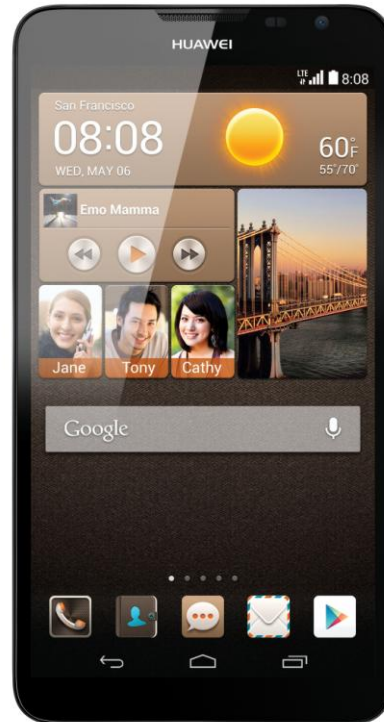 HUAWEI
LTE 8:08
San Francisco
08:08
WED, MAY 06
60°F
55°/70°
Emo Mamma
Jane Tony Cathy
Google